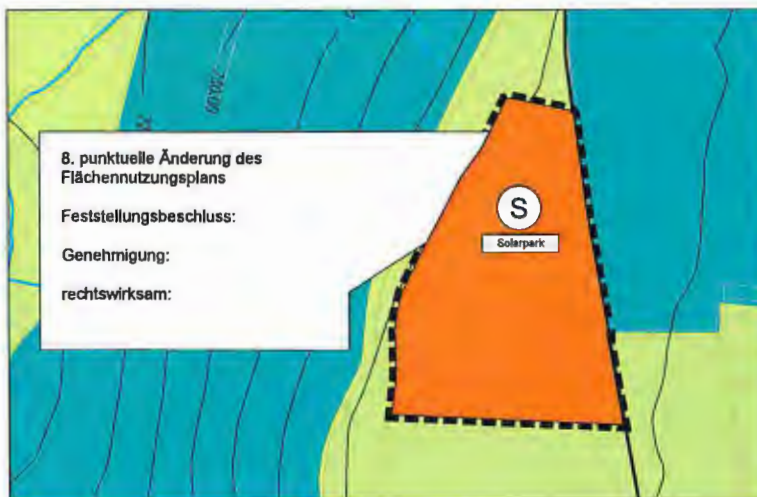 8. punktuelle Änderung des
Flächennutzungsplans
Feststellungsbeschluss:
Genehmigung:
rechtswirksam:
S
Solarpark